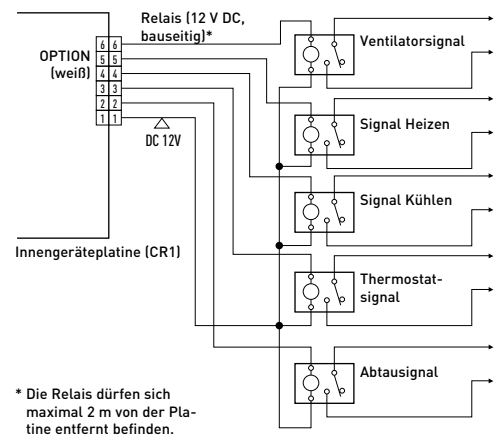 Relais (12 V DC,
bauseitig)*
OPTION
(weiß)
6 6
5 5
4 4
3 3
2 2
1 1
DC 12V
Innengeräteplatine (CR1)
Ventilatorsignal
Signal Heizen
Signal Kühlen
Thermostat-
signal
Abtausignal
* Die Relais dürfen sich
maximal 2 m von der Pla-
tine entfernt befinden.